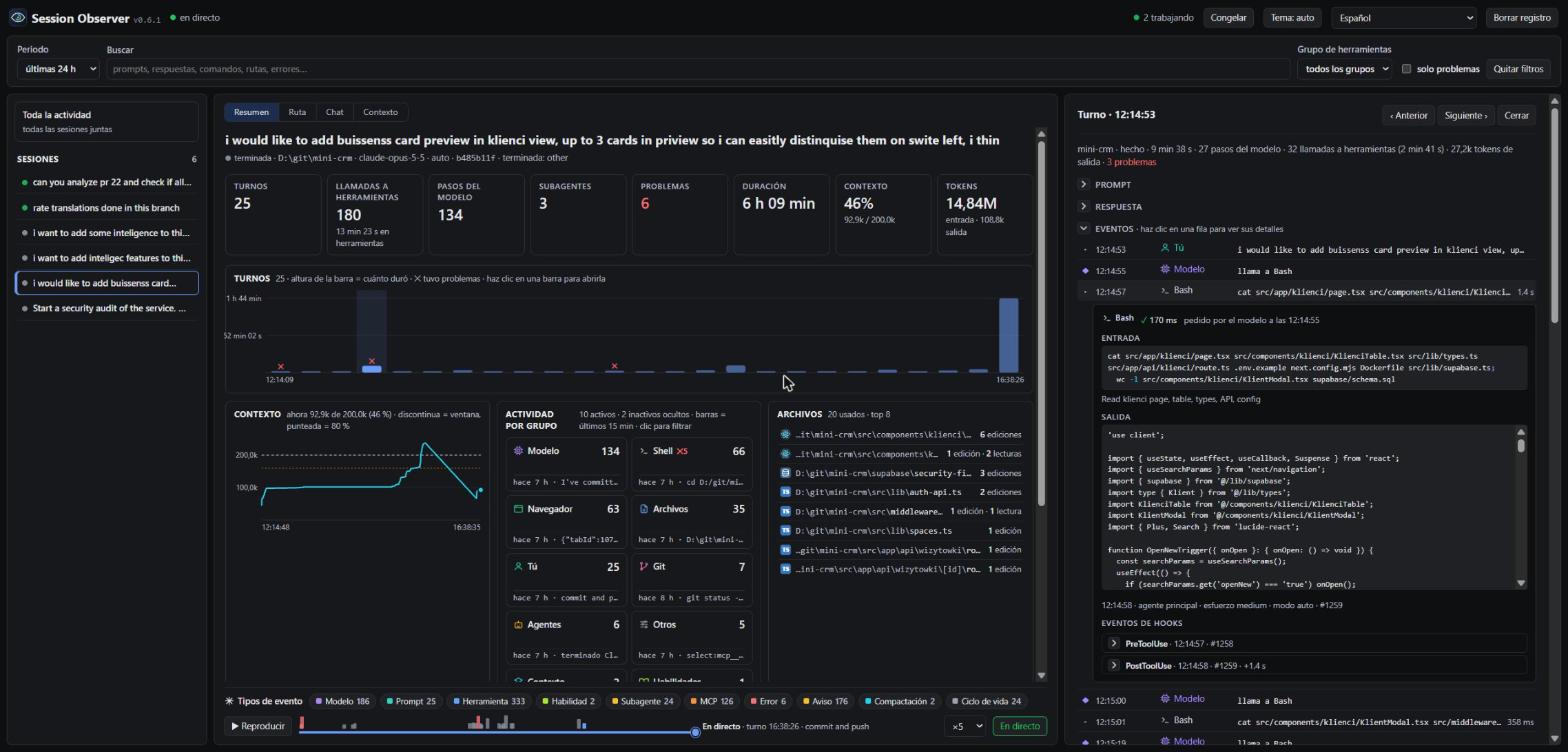 Session Observer v0.6.1 en directo
2 trabajando Congelar Tema: auto Español Borrar registro
Periodo
últimas 24 h
Buscar
prompts, respuestas, comandos, rutas, errores...
Grupo de herramientas
todos los grupos solo problemas Quitar filtros
Toda la actividad
todas las sesiones juntas
SESIONES 6
can you analyze pr 22 and check if all...
rate translations done in this branch
i want to add some inteligence to thi...
i want to add inteligec features to thi...
i would like to add buissenss card...
Start a security audit of the service. ...
Resumen Ruta Chat Contexto
i would like to add buissenss card preview in klienci view, up to 3 cards in priview so i can easitly disetinquise them on swite left, i thin
terminada · D:\git\mini-crm · claude-opus-5-5 · auto · b485b11f · terminada: other
TURNOS
25
LLAMADAS A HERRAMIENTAS
180
13 min 23 s en herramientas
PASOS DEL MODELO
134
SUBAGENTES
3
PROBLEMAS
6
DURACIÓN
6 h 09 min
CONTEXTO
46%
92.9k / 200.0k
TOKENS
14,84M
entrada · 108.8k salida
TURNOS 25 · altura de la barra = cuánto duró · ✕ tuvo problemas · haz clic en una barra para abrirla
1 h 44 min
52 min 02 s
12:14:09 16:38:26
CONTEXTO ahora 92,9k de 200,0k (46 %) · discontinua = ventana, punteada = 80 %
200,0k
100,0k
12:14:48 16:38:35
ACTIVIDAD POR GRUPO 10 activos · 2 inactivos ocultos · barras = últimos 15 min · clic para filtrar
Modelo 134
hace 7 h · I've committ…
Shell ✕5 66
hace 7 h · cd D:/git/mi…
Navegador 63
hace 7 h · {"tabId":107…
Archivos 35
hace 7 h · D:\git\mini-…
Tú 25
hace 7 h · commit and p…
Git 7
hace 8 h · git status -…
Agentes 6
hace 7 h · terminado Cl…
Otros 5
hace 7 h · select:mcp__…
Contexto 2
Habilidades 1
ARCHIVOS 20 usados · top 8
…it\mini-crm\src\components\klienci\… 6 ediciones
…it\mini-crm\src\components\k… 1 edición · 2 lecturas
D:\git\mini-crm\supabase\security-fi… 3 ediciones
D:\git\mini-crm\src\lib\auth-api.ts 2 ediciones
D:\git\mini-crm\src\middleware… 1 edición · 1 lectura
D:\git\mini-crm\src\lib\spaces.ts 1 edición
…git\mini-crm\src\app\api\wizytowki\ro… 1 edición
…ini-crm\src\app\api\wizytowki\[id]\ro… 1 edición
Tipos de evento Modelo 186 Prompt 25 Herramienta 333 Habilidad 2 Subagente 24 MCP 126 Error 6 Aviso 176 Compactación 2 Ciclo de vida 24
Reproducir En directo · turno 16:38:26 · commit and push ×5 En directo
Turno · 12:14:53 ‹ Anterior Siguiente › Cerrar
mini-crm · hecho · 9 min 38 s · 27 pasos del modelo · 32 llamadas a herramientas (2 min 41 s) · 27,2k tokens de
salida · 3 problemas
PROMPT
RESPUESTA
EVENTOS · haz clic en una fila para ver sus detalles
12:14:53 Tú i would like to add buissenss card preview in klienci view, up…
12:14:55 Modelo llama a Bash
12:14:57 Bash cat src/app/klienci/page.tsx src/components/klienci/Klienci… 1.4 s
Bash ✓ 170 ms pedido por el modelo a las 12:14:55
ENTRADA
cat src/app/klienci/page.tsx src/components/klienci/KlienciTable.tsx src/lib/types.ts
src/app/api/klienci/route.ts .env.example next.config.mjs Dockerfile src/lib/supabase.ts;
wc -l src/components/klienci/KlientModal.tsx supabase/schema.sql
Read klienci page, table, types, API, config
SALIDA
'use client';
import { useState, useEffect, useCallback, Suspense } from 'react';
import { useSearchParams } from 'next/navigation';
import { supabase } from '@/lib/supabase';
import type { Klient } from '@/lib/types';
import KlienciTable from '@/components/klienci/KlienciTable';
import KlientModal from '@/components/klienci/KlientModal';
import { Plus, Search } from 'lucide-react';
function OpenNewTrigger({ onOpen }: { onOpen: () => void }) {
const searchParams = useSearchParams();
useEffect(() => {
if (searchParams.get('openNew') === 'true') onOpen();
12:14:58 · agente principal · esfuerzo medium · modo auto · #1259
EVENTOS DE HOOKS
PreToolUse · 12:14:57 · #1258
PostToolUse · 12:14:58 · #1259 · +1.4 s
12:15:00 Modelo llama a Bash
12:15:01 Bash cat src/components/klienci/KlientModal.tsx src/middleware… 358 ms
12:15:19 Modelo llama a Bash